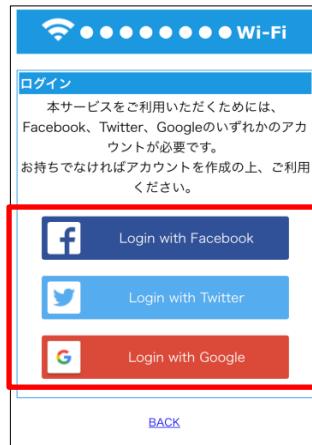 ●●●●●●●●Wi-Fi
ログイン
本サービスをご利用いただくためには、
Facebook、Twitter、Googleのいずれかのアカ
ウントが必要です。
お持ちでなければアカウントを作成の上、ご利用
ください。
Login with Facebook
Login with Twitter
Login with Google
BACK